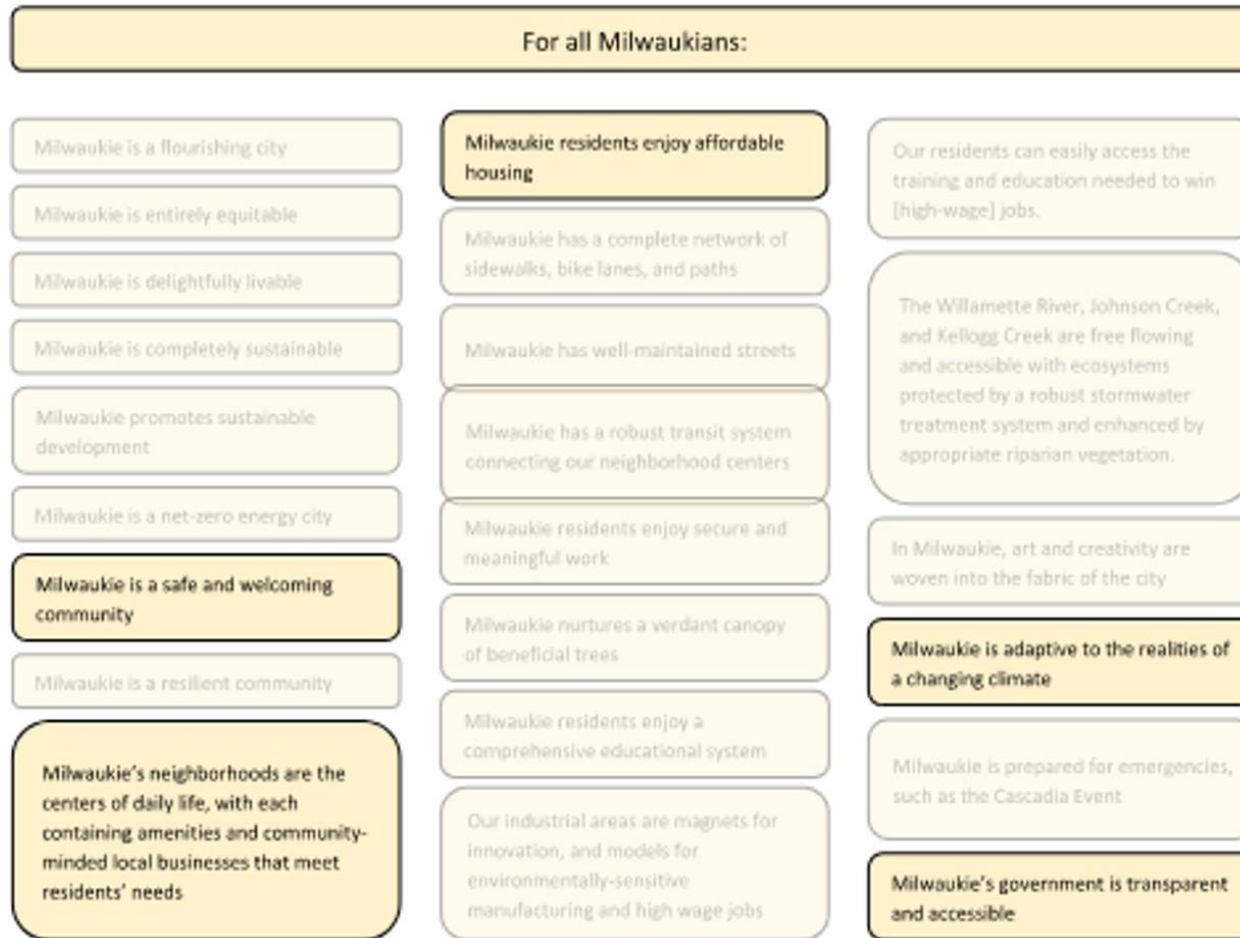 For all Milwaukians:
Milwaukie is a flourishing city
Milwaukie is entirely equitable
Milwaukie is delightfully livable
Milwaukie is completely sustainable
Milwaukie promotes sustainable
development
Milwaukie is a net-zero energy city
Milwaukie is a safe and welcoming
community
Milwaukie is a resilient community
Milwaukie's neighborhoods are the
centers of daily life, with each
containing amenities and community-
minded local businesses that meet
residents' needs
Milwaukie residents enjoy affordable
housing
Milwaukie has a complete network of
sidewalks, bike lanes, and paths
Milwaukie has well-maintained streets
Milwaukie has a robust transit system
connecting our neighborhood centers
Milwaukie residents enjoy secure and
meaningful work
Milwaukie nurtures a verdant canopy
of beneficial trees
Milwaukie residents enjoy a
comprehensive educational system
Our industrial areas are magnets for
innovation, and models for
environmentally-sensitive
manufacturing and high wage jobs
Our residents can easily access the
training and education needed to win
[high-wage] jobs.
The Willamette River, Johnson Creek,
and Kellogg Creek are free flowing
and accessible with ecosystems
protected by a robust stormwater
treatment system and enhanced by
appropriate riparian vegetation.
In Milwaukie, art and creativity are
woven into the fabric of the city
Milwaukie is adaptive to the realities of
a changing climate
Milwaukie is prepared for emergencies,
such as the Cascadia Event
Milwaukie's government is transparent
and accessible